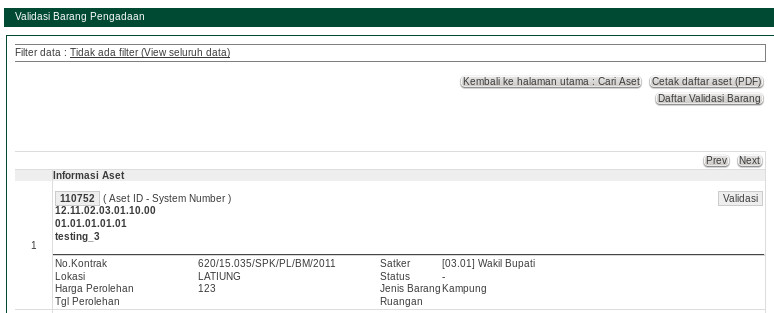 Validasi Barang Pengadaan
Filter data : Tidak ada filter (View seluruh data)
Kembali ke halaman utama : Cari Aset Cetak daftar aset (PDF)
Daftar Validasi Barang
Prev Next
Informasi Aset
110752 ( Aset ID - System Number ) Validasi
12.11.02.03.01.10.00
01.01.01.01.01
testing_3
1
No.Kontrak 620/15.035/SPK/PL/BM/2011 Satker [03.01] Wakil Bupati
Lokasi LATIUNG Status -
Harga Perolehan 123 Jenis Barang Kampung
Tgl Perolehan Ruangan